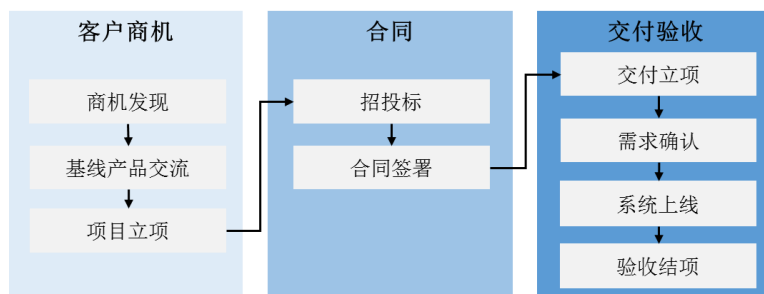 客户商机
商机发现
基线产品交流
项目立项
合同
招投标
合同签署
交付验收
交付立项
需求确认
系统上线
验收结项